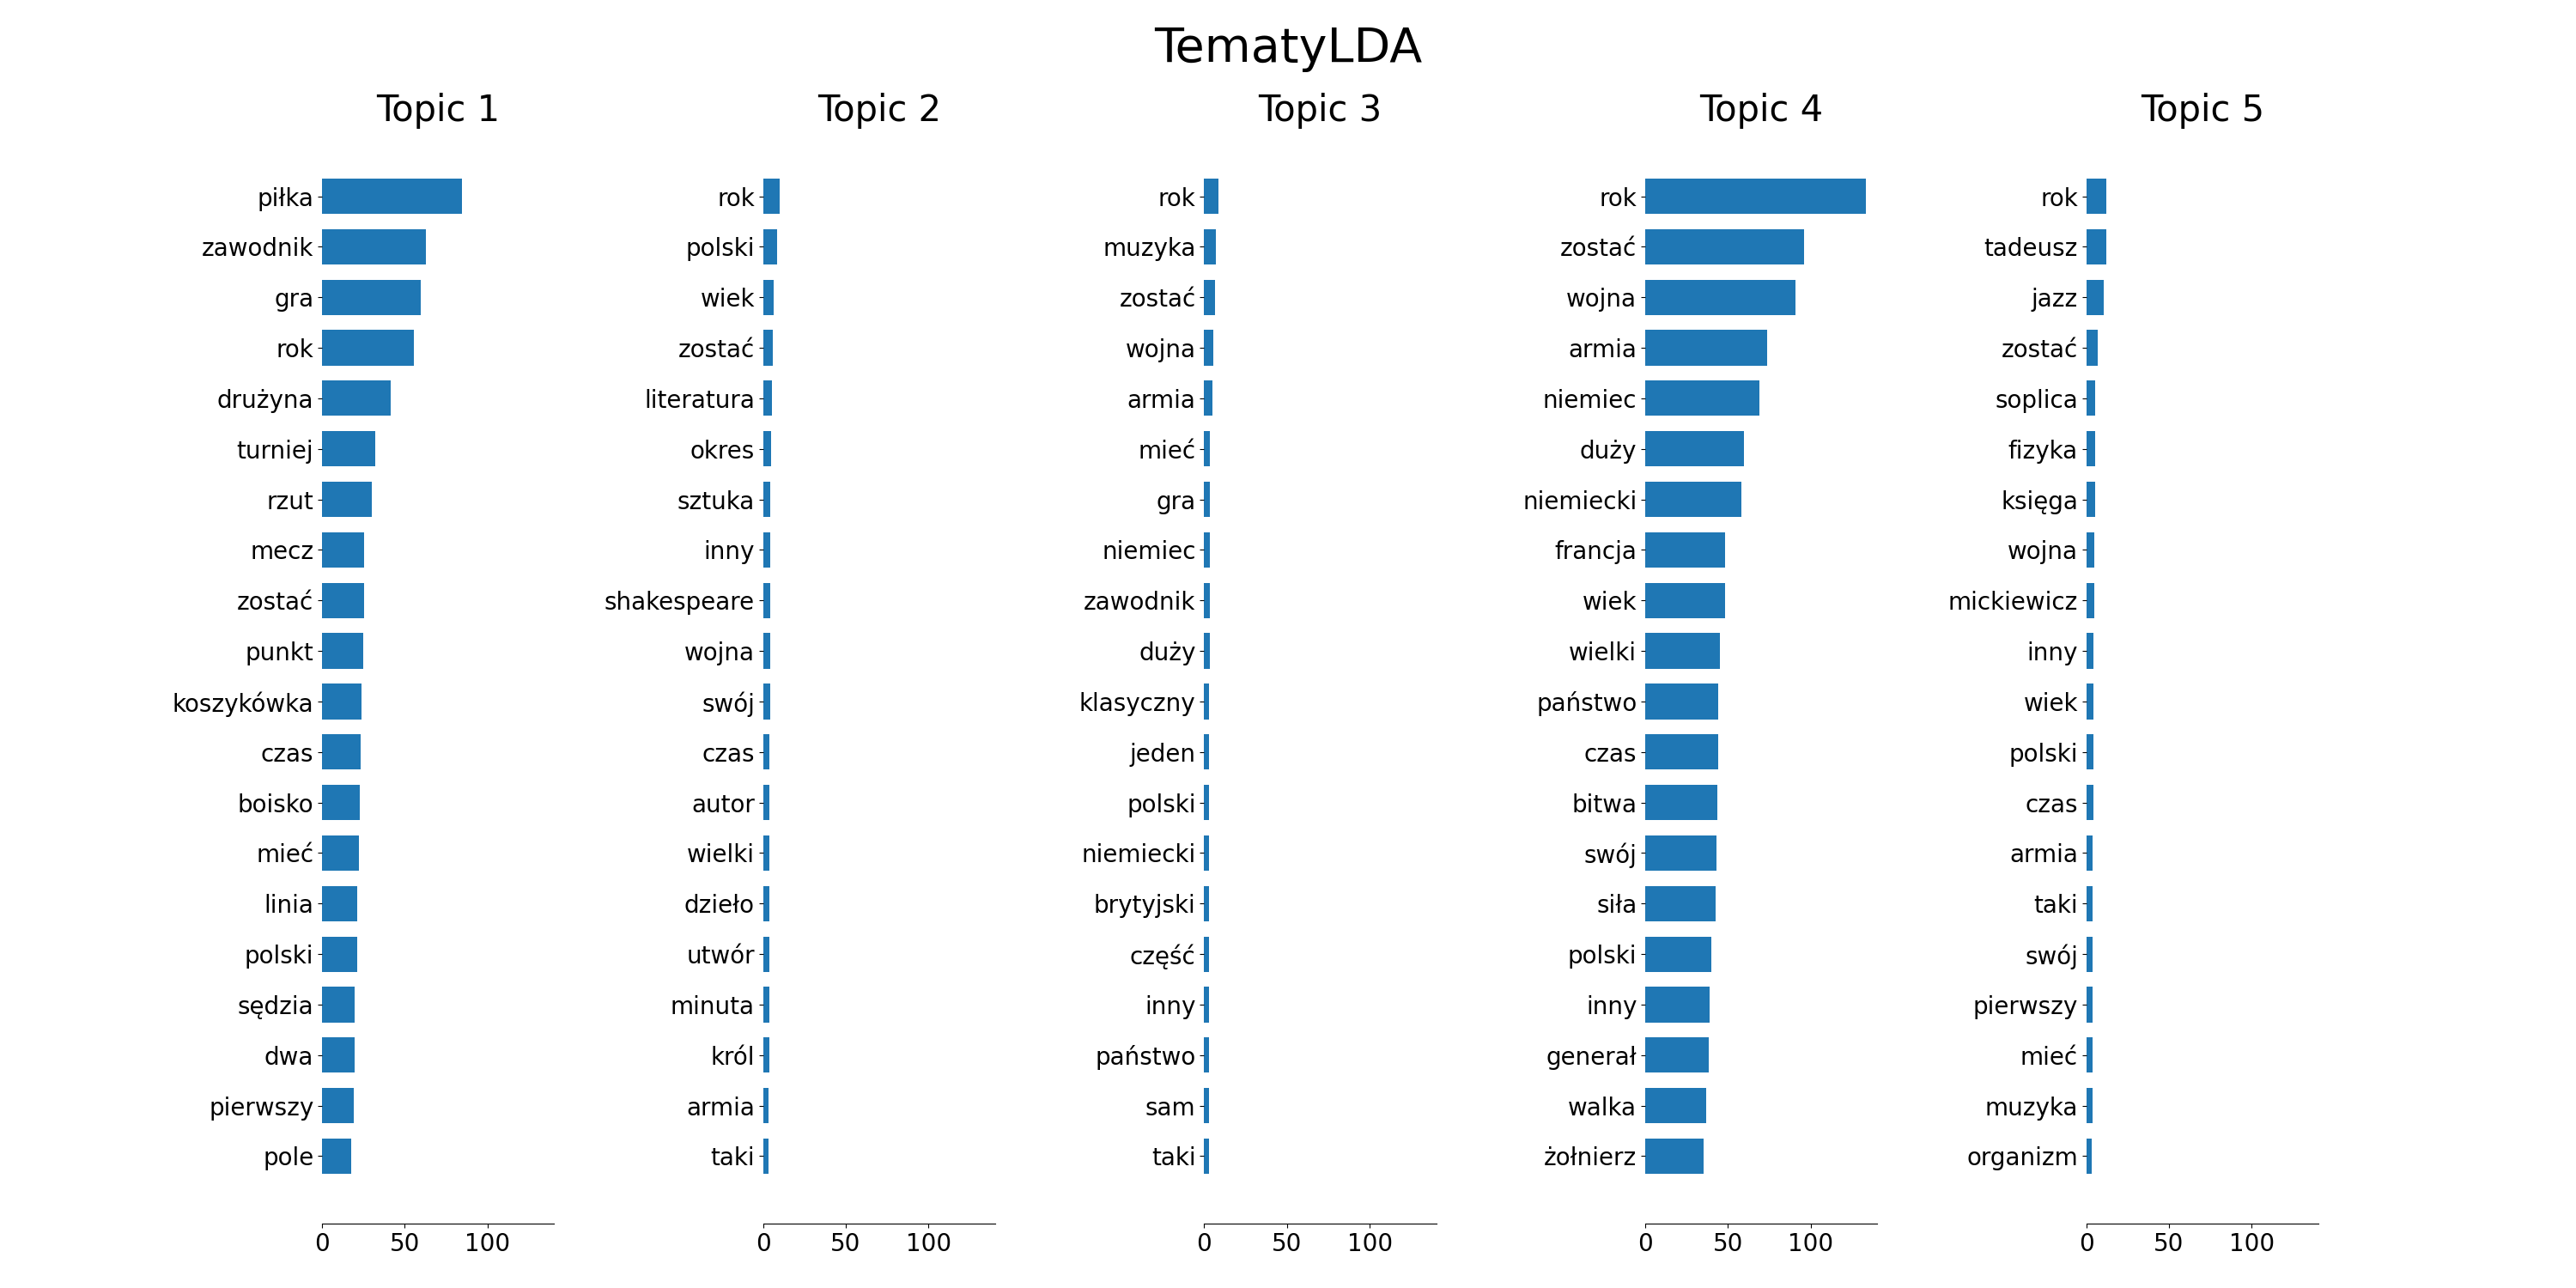 TematyLDA
Topic 1
piłka
zawodnik
gra
rok
drużyna
turniej
rzut
mecz
zostać
punkt
koszykówka
czas
boisko
mieć
linia
polski
sędzia
dwa
pierwszy
pole
0 50 100
Topic 2
rok
polski
wiek
zostać
literatura
okres
sztuka
inny
shakespeare
wojna
swój
czas
autor
wielki
dzieło
utwór
minuta
król
armia
taki
0 50 100
Topic 3
rok
muzyka
zostać
wojna
armia
mieć
gra
niemiec
zawodnik
duży
klasyczny
jeden
polski
niemiecki
brytyjski
część
inny
państwo
sam
taki
0 50 100
Topic 4
rok
zostać
wojna
armia
niemiec
duży
niemiecki
francja
wiek
wielki
państwo
czas
bitwa
swój
siła
polski
inny
generał
walka
żołnierz
0 50 100
Topic 5
rok
tadeusz
jazz
zostać
soplica
fizyka
księga
wojna
mickiewicz
inny
wiek
polski
czas
armia
taki
swój
pierwszy
mieć
muzyka
organizm
0 50 100